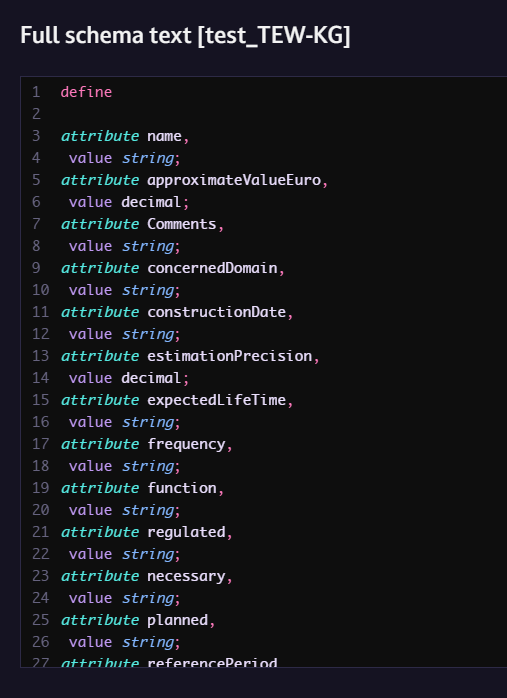 Full schema text [test_TEW-KG]
1 define
2
3 attribute name,
4 value string;
5 attribute approximateValueEuro,
6 value decimal;
7 attribute Comments,
8 value string;
9 attribute concernedDomain,
10 value string;
11 attribute constructionDate,
12 value string;
13 attribute estimationPrecision,
14 value decimal;
15 attribute expectedLifeTime,
16 value string;
17 attribute frequency,
18 value string;
19 attribute function,
20 value string;
21 attribute regulated,
22 value string;
23 attribute necessary,
24 value string;
25 attribute planned,
26 value string;
27 attribute referencePeriod